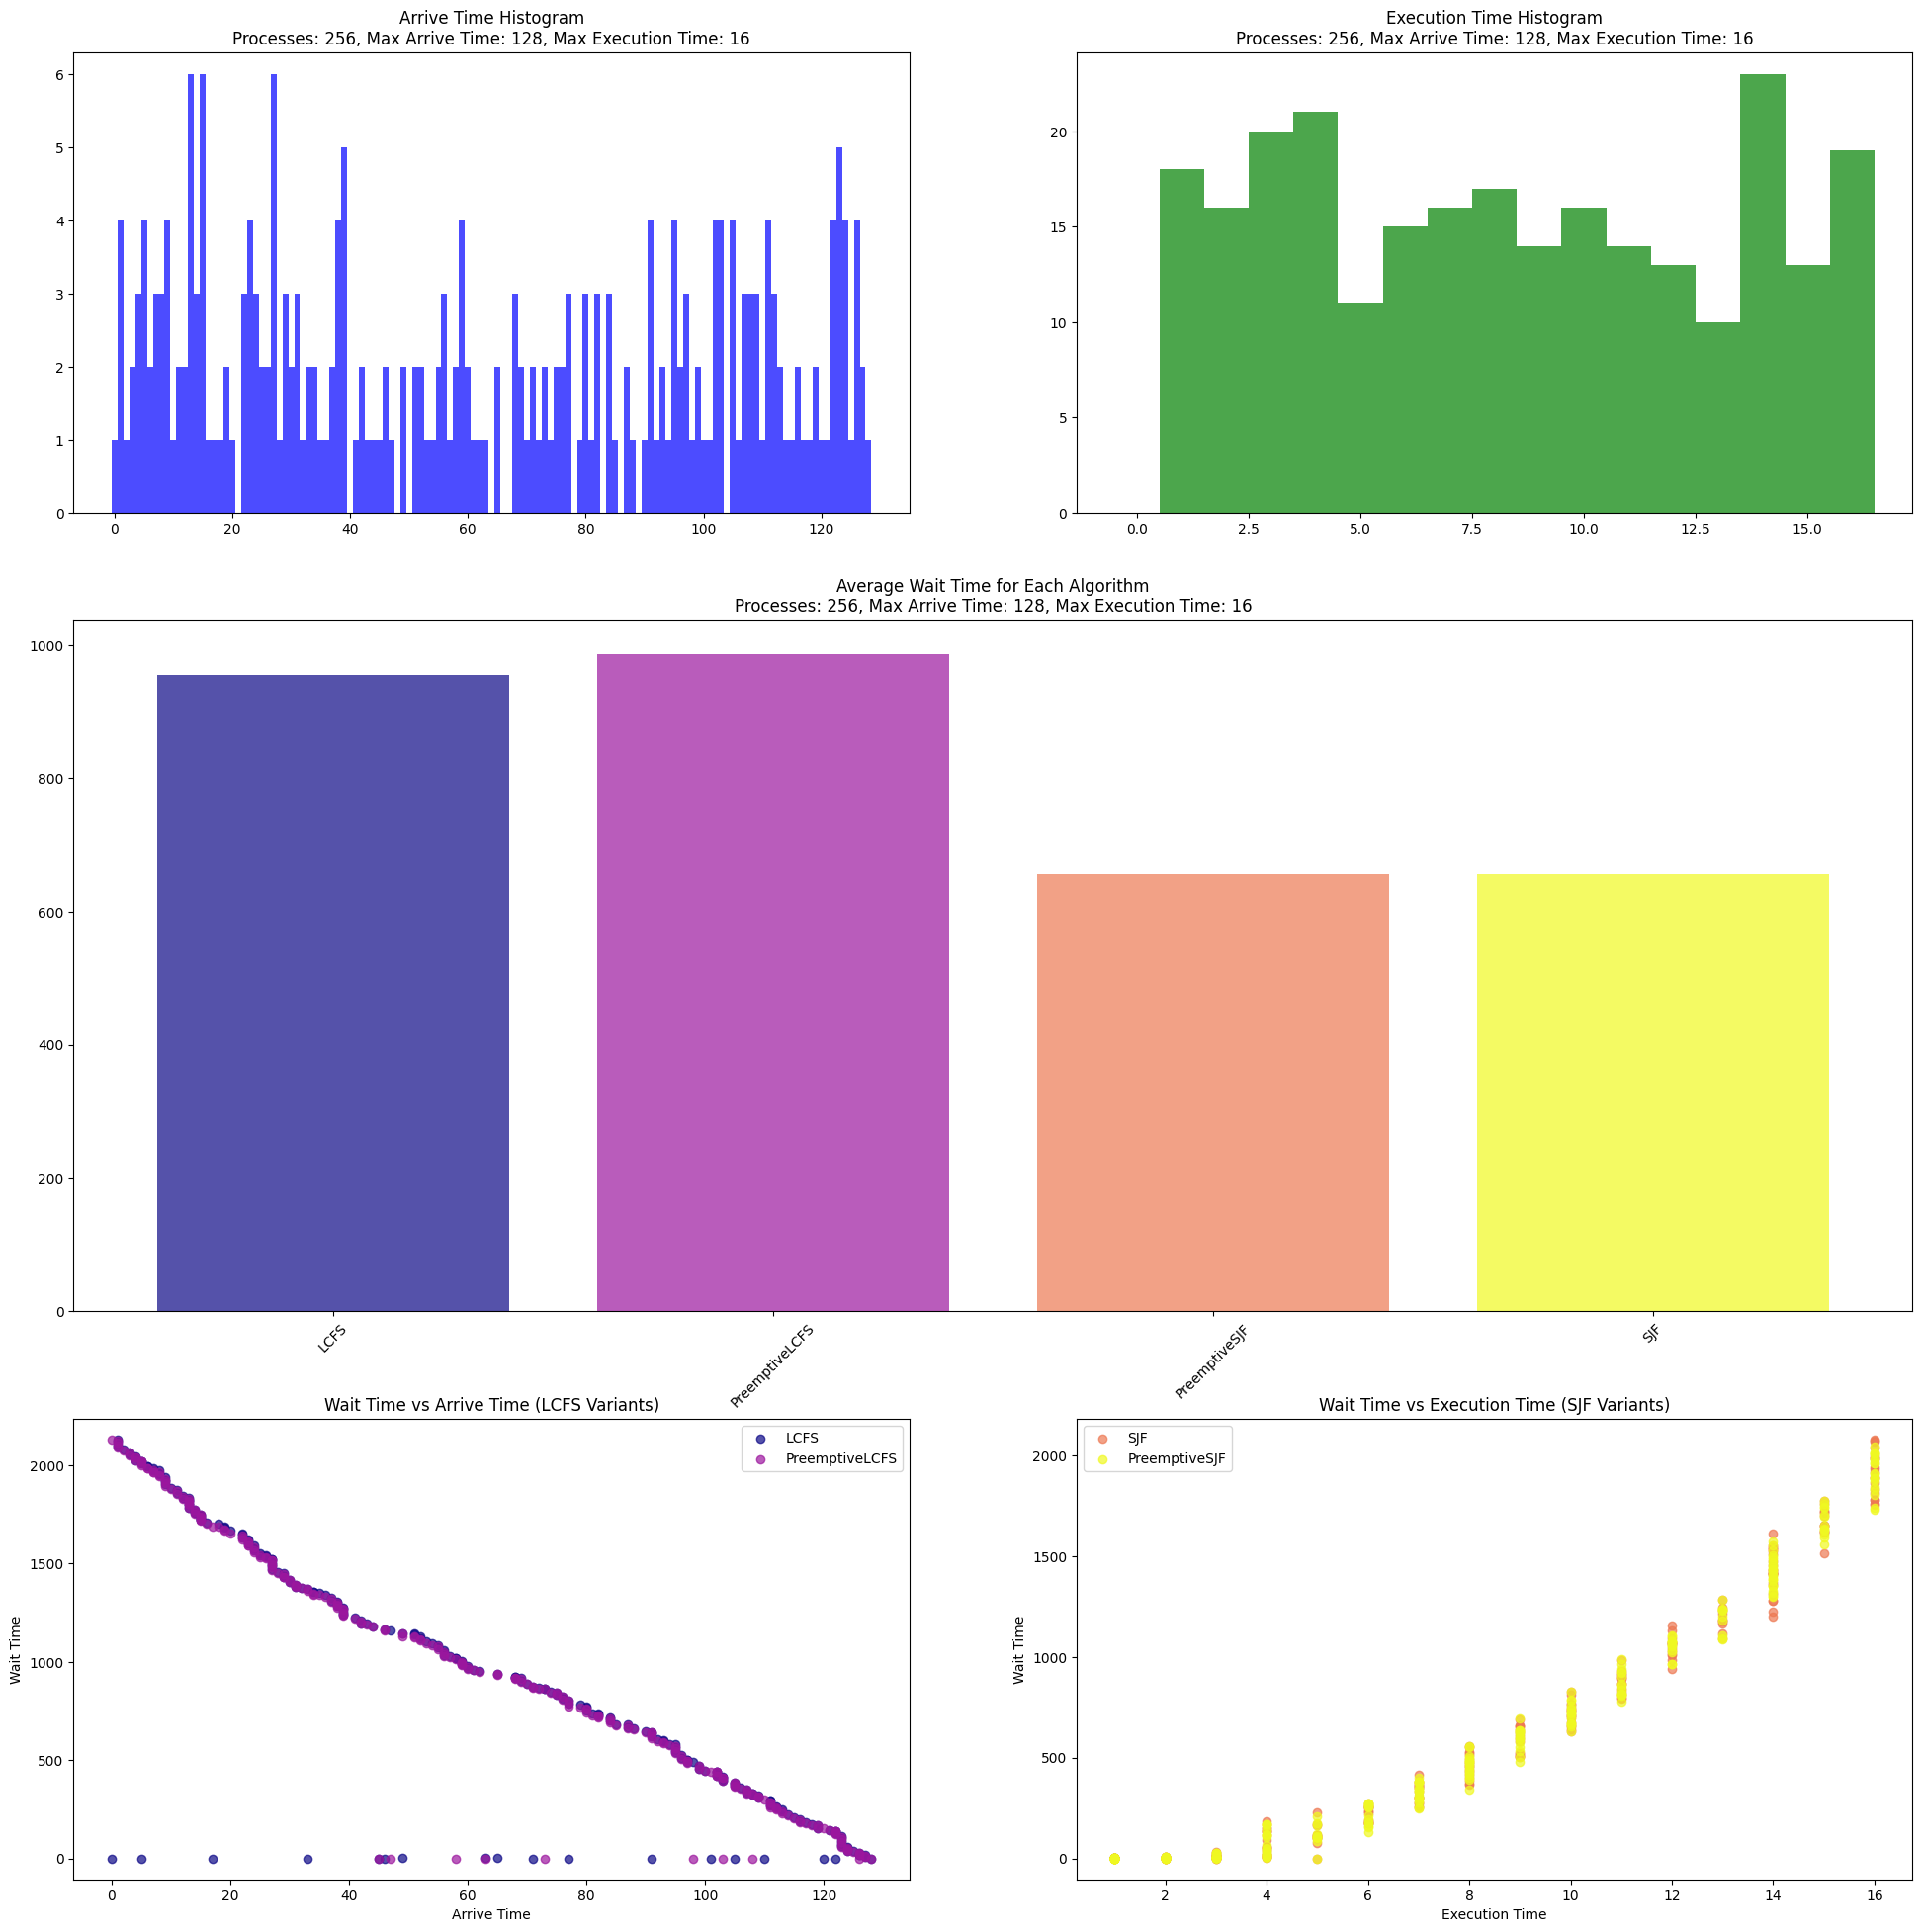 Arrive Time Histogram
Processes: 256, Max Arrive Time: 128, Max Execution Time: 16
6
5
4
3
2
1
0
0 20 40 60 80 100 120
Execution Time Histogram
Processes: 256, Max Arrive Time: 128, Max Execution Time: 16
20
15
10
5
0
0.0 2.5 5.0 7.5 10.0 12.5 15.0
Average Wait Time for Each Algorithm
Processes: 256, Max Arrive Time: 128, Max Execution Time: 16
1000
800
600
400
200
0
LCFS
PreemptiveLCFS
PreemptiveSJF
SJF
Wait Time vs Arrive Time (LCFS Variants)
LCFS
PreemptiveLCFS
Wait Time
2000
1500
1000
500
0
0 20 40 60 80 100 120
Arrive Time
Wait Time vs Execution Time (SJF Variants)
SJF
PreemptiveSJF
Wait Time
2000
1500
1000
500
0
2 4 6 8 10 12 14 16
Execution Time